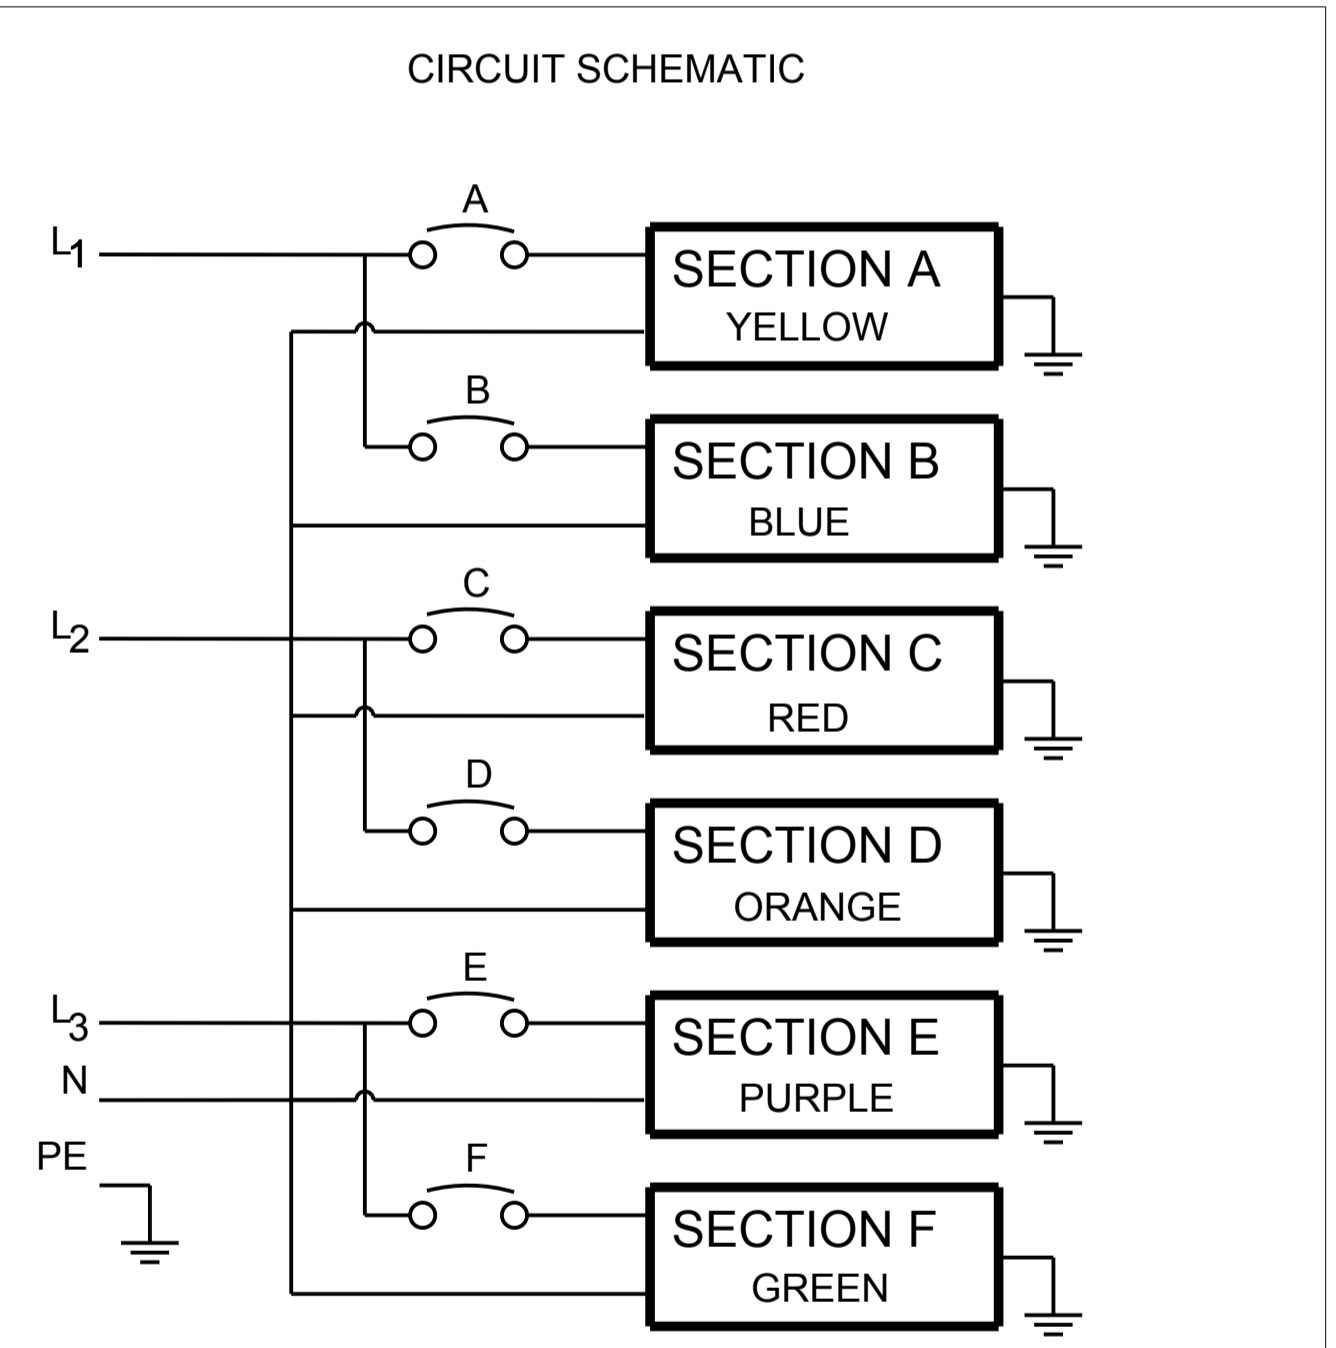 CIRCUIT SCHEMATIC
A
L1
SECTION A
YELLOW
B
SECTION B
BLUE
C
L2
SECTION C
RED
D
SECTION D
ORANGE
E
L3
SECTION E
N
PURPLE
PE
F
SECTION F
GREEN